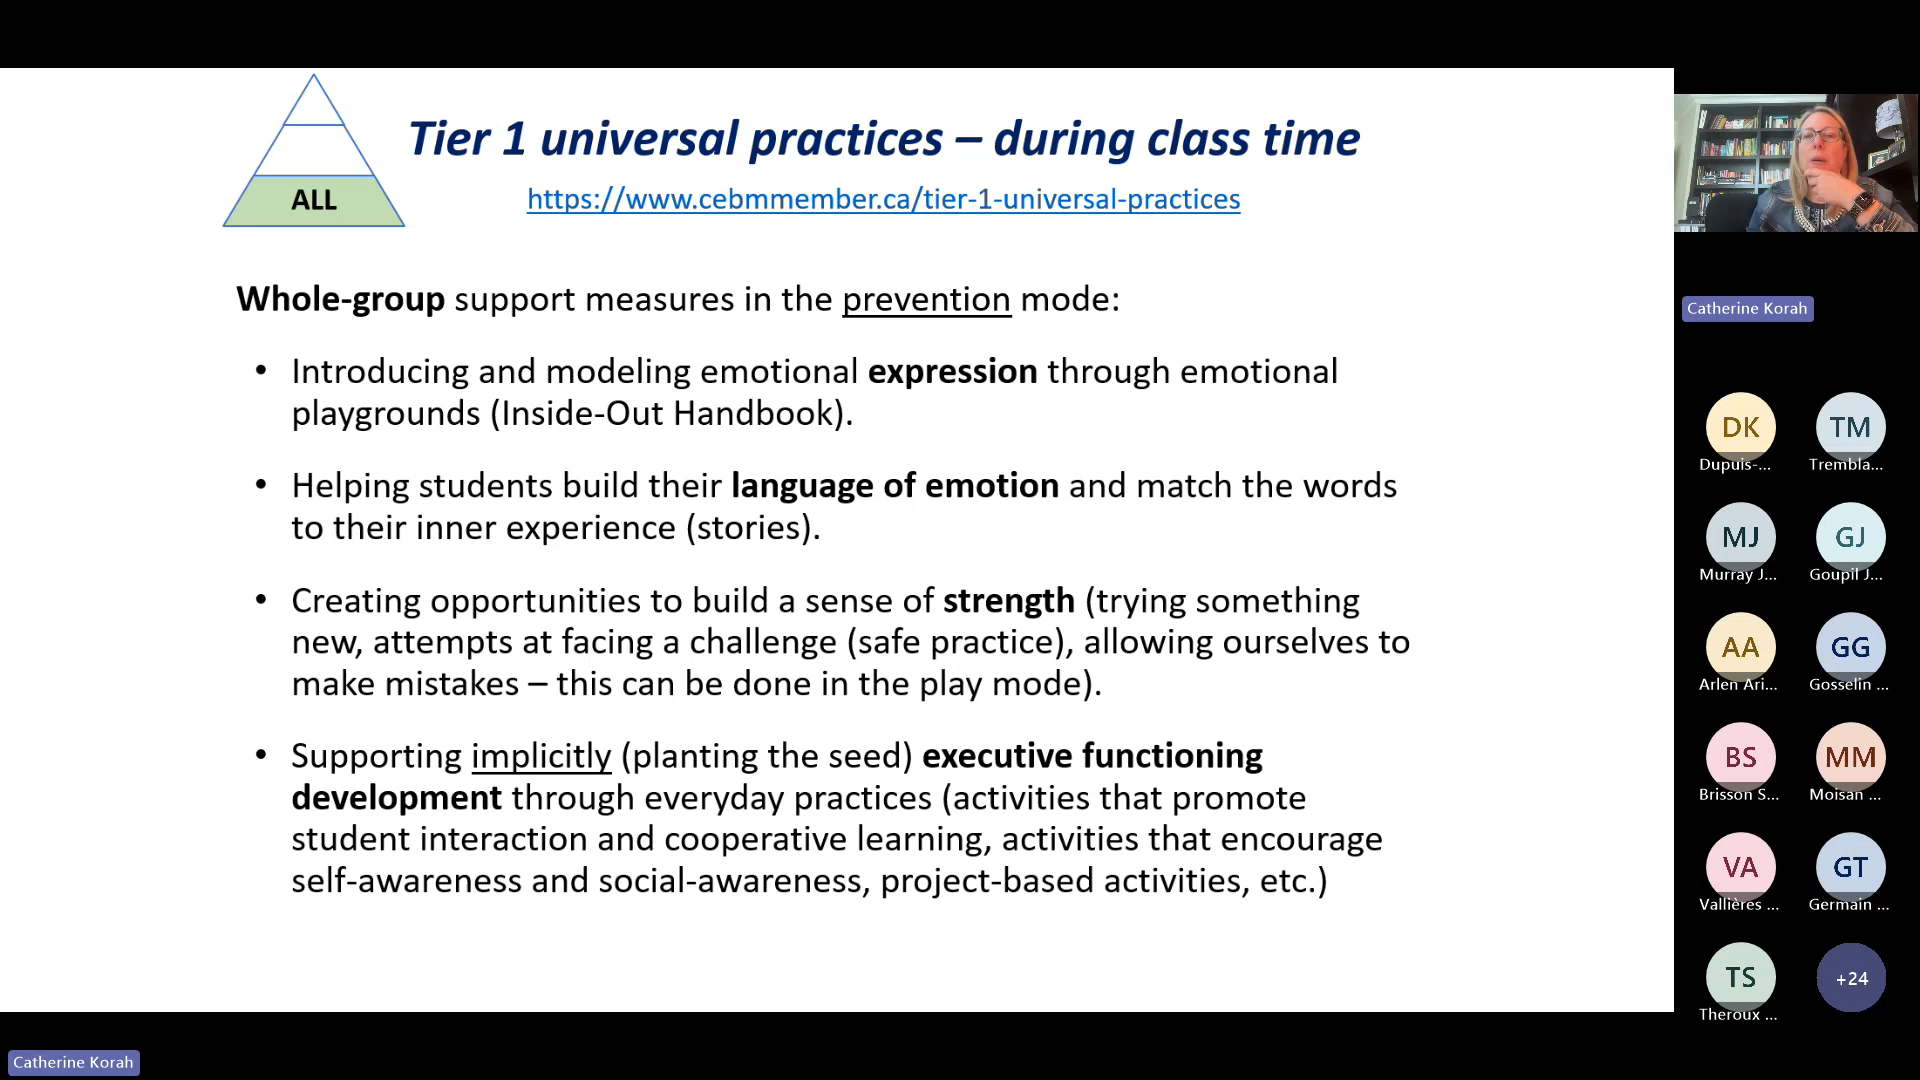 Tier 1 universal practices – during class time
ALL
https://www.cebmmember.ca/tier-1-universal-practices
Whole-group support measures in the prevention mode:
• Introducing and modeling emotional expression through emotional
playgrounds (Inside-Out Handbook).
• Helping students build their language of emotion and match the words
to their inner experience (stories).
• Creating opportunities to build a sense of strength (trying something
new, attempts at facing a challenge (safe practice), allowing ourselves to
make mistakes – this can be done in the play mode).
• Supporting implicitly (planting the seed) executive functioning
development through everyday practices (activities that promote
student interaction and cooperative learning, activities that encourage
self-awareness and social-awareness, project-based activities, etc.)
Catherine Korah
DK
TM
Dupuis-...
Trembla...
MJ
GJ
Murray J...
Goupil J...
AA
GG
Arlen Ari...
Gosselin ...
BS
MM
Brisson S...
Moisan ...
VA
GT
Vallières ...
Germain ...
TS
+24
Theroux ...
Catherine Korah